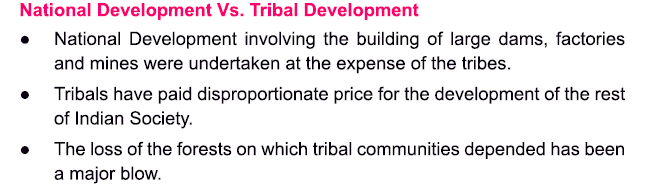 National Development Vs. Tribal Development
● National Development involving the building of large dams, factories
and mines were undertaken at the expense of the tribes.
● Tribals have paid disproportionate price for the development of the rest
of Indian Society.
● The loss of the forests on which tribal communities depended has been
a major blow.